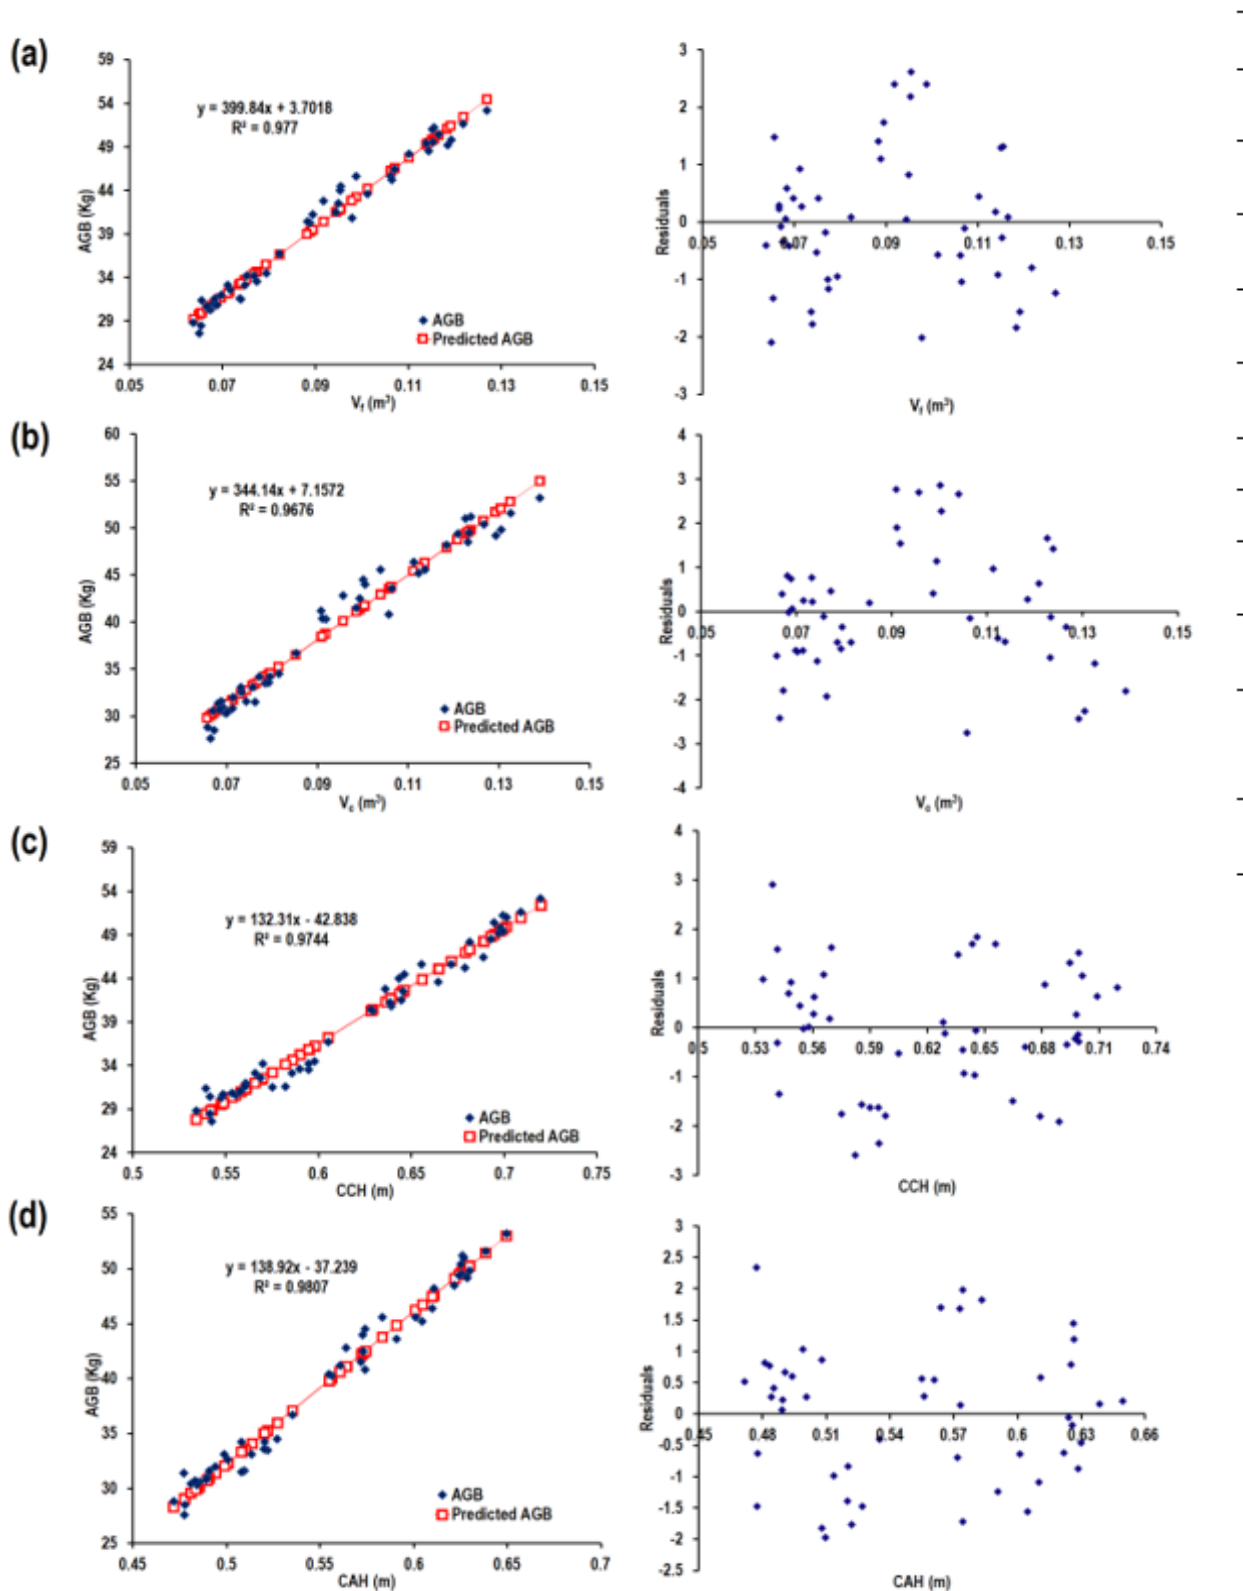 (a)
59
54
49
44
39
34
29
24
AGB (Kg)
y = 399.84x + 3.7018
R² = 0.977
AGB
Predicted AGB
0.05 0.07 0.09 0.11 0.13 0.15
Vf (m³)
3
2
1
0
-1
-2
-3
Residuals
0.05 0.07 0.09 0.11 0.13 0.15
Vf (m³)
(b)
60
55
50
45
40
35
30
25
AGB (Kg)
y = 344.14x + 7.1572
R² = 0.9676
AGB
Predicted AGB
0.05 0.07 0.09 0.11 0.13 0.15
Vc (m³)
4
3
2
1
0
-1
-2
-3
-4
Residuals
0.05 0.07 0.09 0.11 0.13 0.15
Vc (m³)
(c)
59
54
49
44
39
34
29
24
AGB (Kg)
y = 132.31x - 42.838
R² = 0.9744
AGB
Predicted AGB
0.5 0.55 0.6 0.65 0.7 0.75
CCH (m)
4
3
2
1
0
-1
-2
-3
Residuals
0.5 0.53 0.56 0.59 0.62 0.65 0.68 0.71 0.74
CCH (m)
(d)
55
50
45
40
35
30
25
AGB (Kg)
y = 138.92x - 37.239
R² = 0.9807
AGB
Predicted AGB
0.45 0.5 0.55 0.6 0.65 0.7
CAH (m)
3
2.5
2
1.5
1
0.5
0
-0.5
-1
-1.5
-2
-2.5
Residuals
0.45 0.48 0.51 0.54 0.57 0.6 0.63 0.66
CAH (m)